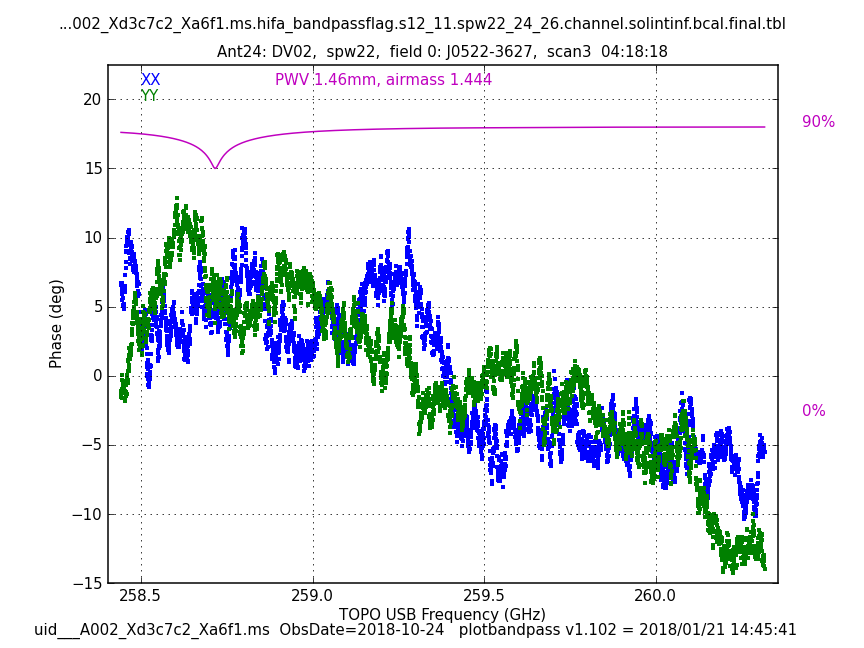 ...002_Xd3c7c2_Xa6f1.ms.hifa_bandpassflag.s12_11.spw22_24_26.channel.solintinf.bcal.final.tbl
Ant24: DV02,  spw22,  field 0: J0522-3627,  scan3  04:18:18
XX
PWV 1.46mm, airmass 1.444
YY
90%
0%
20
15
10
5
0
−5
−10
−15
Phase (deg)
258.5
259.0
259.5
260.0
TOPO USB Frequency (GHz)
uid___A002_Xd3c7c2_Xa6f1.ms  ObsDate=2018-10-24   plotbandpass v1.102 = 2018/01/21 14:45:41